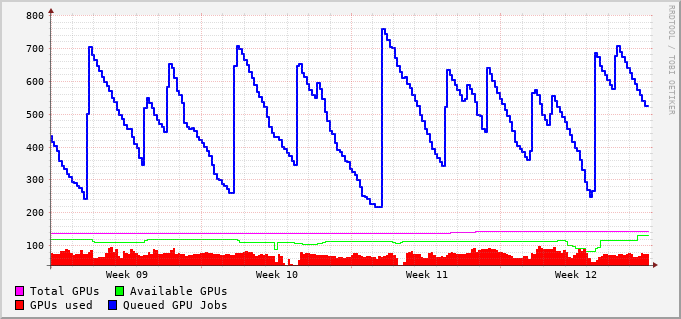 800
700
600
500
400
300
200
100
Week 09 Week 10 Week 11 Week 12
Total GPUs Available GPUs
GPUs used Queued GPU Jobs
RRDTOOL / TOBI OETIKER